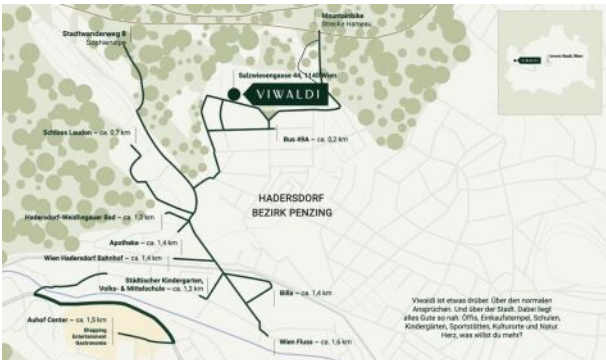 Stadtwanderweg 8
Sophienalpe
Mountainbike
Strecke Hameau
Salzwiesengasse 44, 1140 Wien
VIWALDI
VIWALDI
Innere Stadt, Wien
Schloss Laudon – ca. 0,7 km
Bus 49A – ca. 0,2 km
HADERSDORF
BEZIRK PENZING
Hadersdorf-Weidlingauer Bad – ca. 1,2 km
Apotheke – ca. 1,4 km
Wien Hadersdorf Bahnhof – ca. 1,4 km
Städtischer Kindergarten,
Volks- & Mittelschule – ca. 1,3 km
Billa – ca. 1,4 km
Auhof Center – ca. 1,5 km
Shopping
Entertainment
Gastronomie
Wien Fluss – ca. 1,6 km
Viwaldi ist etwas drüber. Über den normalen
Ansprüchen. Und über der Stadt. Dabei liegt
alles Gute so nah: Öffis, Einkaufstempel, Schulen,
Kindergärten, Sportstätten, Kulturorte und Natur.
Herz, was willst du mehr?